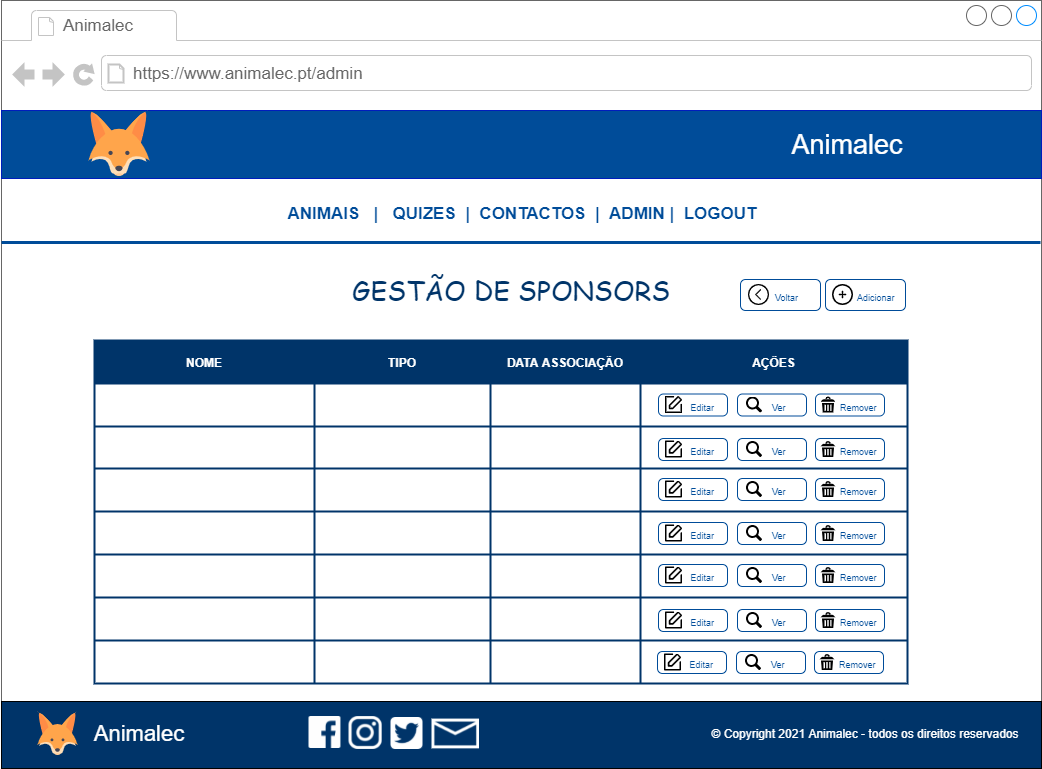 Animalec
https://www.animalec.pt/admin
Animalec
ANIMAIS | QUIZES | CONTACTOS | ADMIN | LOGOUT
GESTÃO DE SPONSORS
Voltar
Adicionar
NOME TIPO DATA ASSOCIAÇÃO AÇÕES
Editar Ver Remover
Editar Ver Remover
Editar Ver Remover
Editar Ver Remover
Editar Ver Remover
Editar Ver Remover
Editar Ver Remover
Animalec
© Copyright 2021 Animalec - todos os direitos reservados